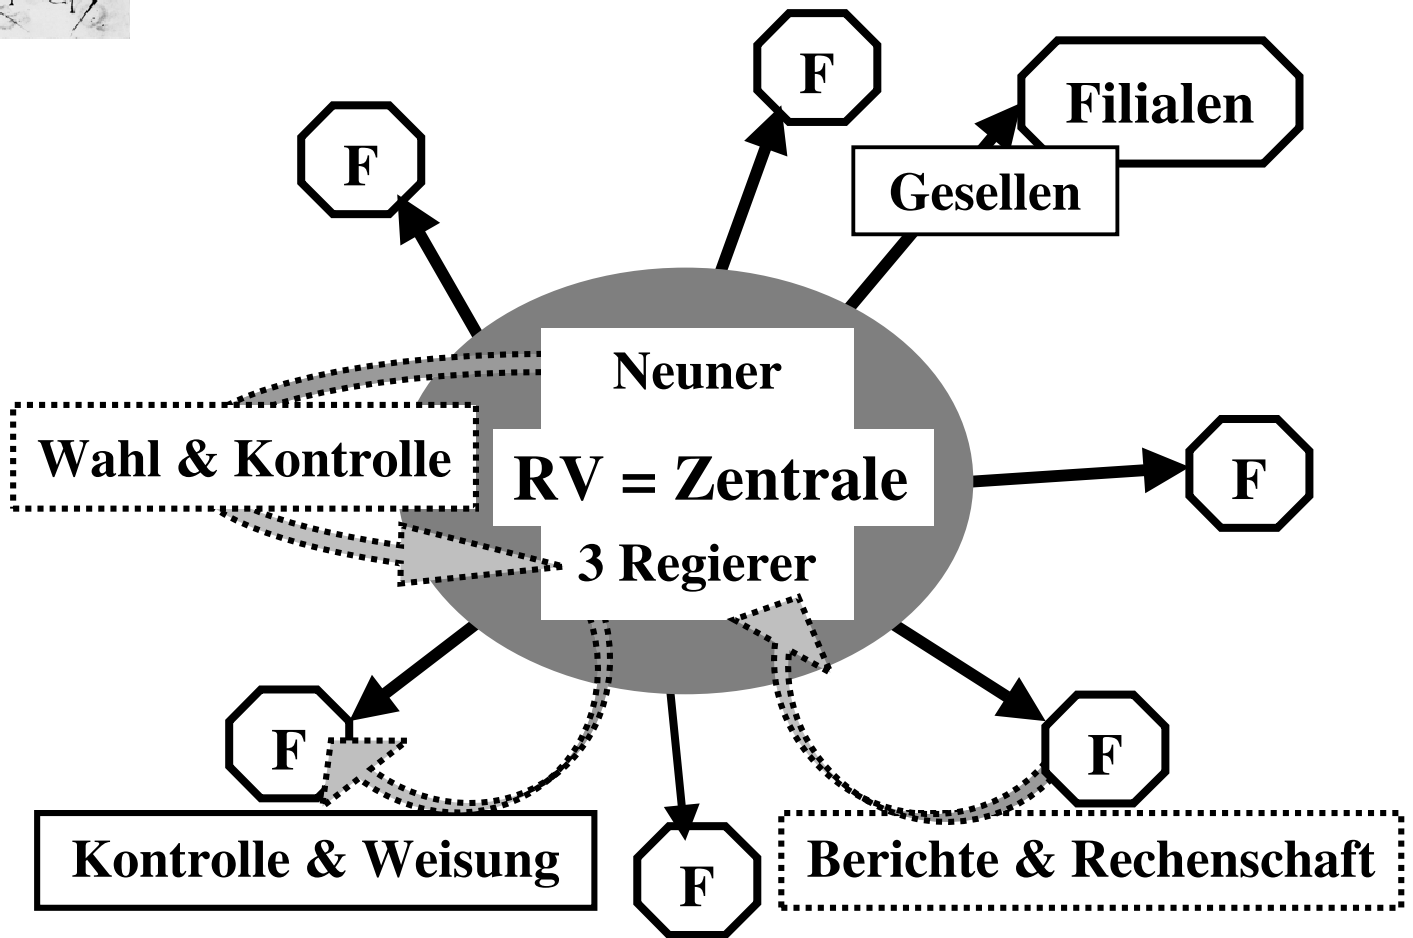 F
Filialen
F
Gesellen
Neuner
Wahl & Kontrolle
RV = Zentrale
F
3 Regierer
F
F
Kontrolle & Weisung
F
Berichte & Rechenschaft